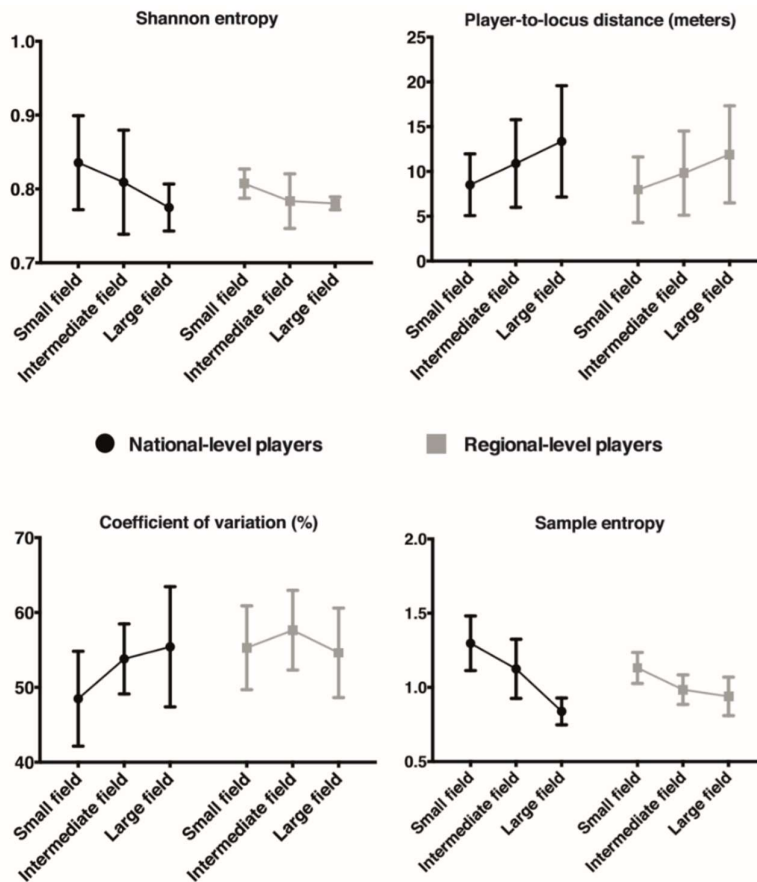 Shannon entropy
1.0
0.9
0.8
0.7
Small field
Intermediate field
Large field
Small field
Intermediate field
Large field
Player-to-locus distance (meters)
25
20
15
10
5
0
Small field
Intermediate field
Large field
Small field
Intermediate field
Large field
National-level players
Regional-level players
Coefficient of variation (%)
70
60
50
40
Small field
Intermediate field
Large field
Small field
Intermediate field
Large field
Sample entropy
2.0
1.5
1.0
0.5
Small field
Intermediate field
Large field
Small field
Intermediate field
Large field